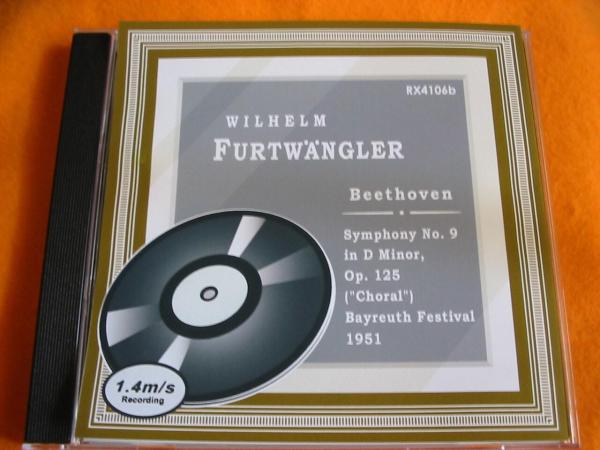 RX4106b
WILHELM
FURTWÄNGLER
Beethoven
Symphony No. 9
in D Minor,
Op. 125
("Choral")
Bayreuth Festival
1951
1.4m/s
Recording